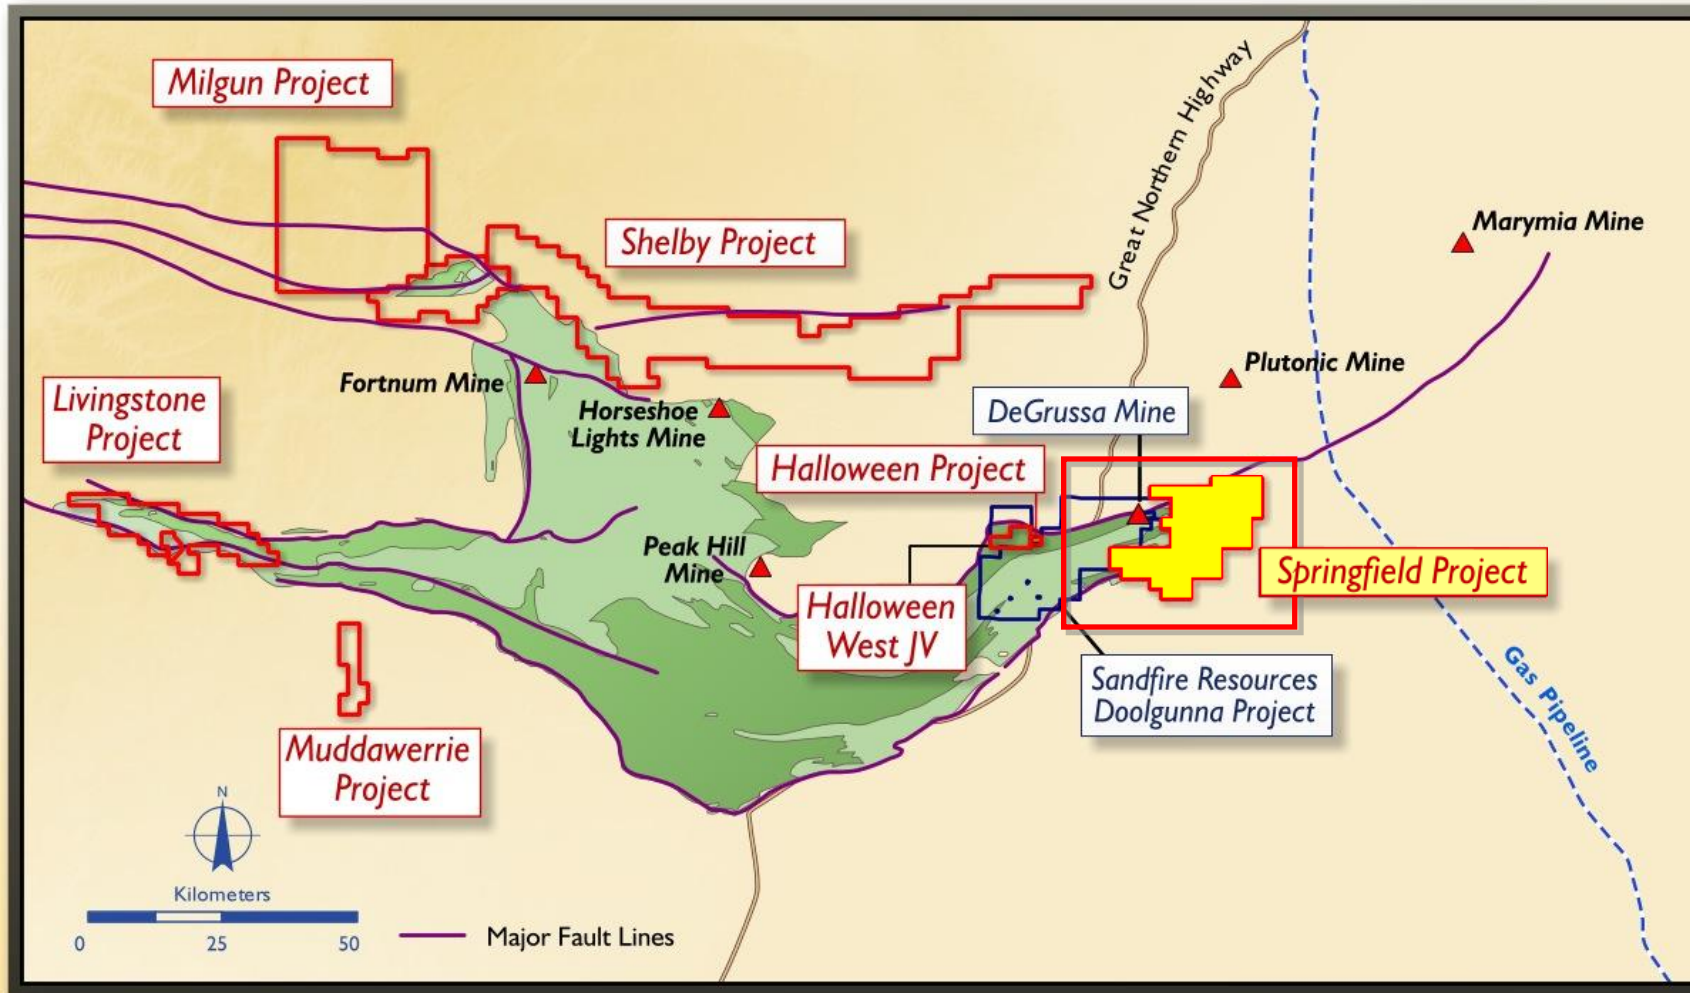 Milgun Project
Great Northern Highway
Shelby Project
Marymia Mine
Plutonic Mine
Fortnum Mine
Livingstone
Project
Horseshoe
Lights Mine
DeGrussa Mine
Halloween Project
Peak Hill
Mine
Springfield Project
Halloween
West JV
Sandfire Resources
Doolgunna Project
Gas Pipeline
Muddawerrie
Project
N
Kilometers
0 25 50
Major Fault Lines